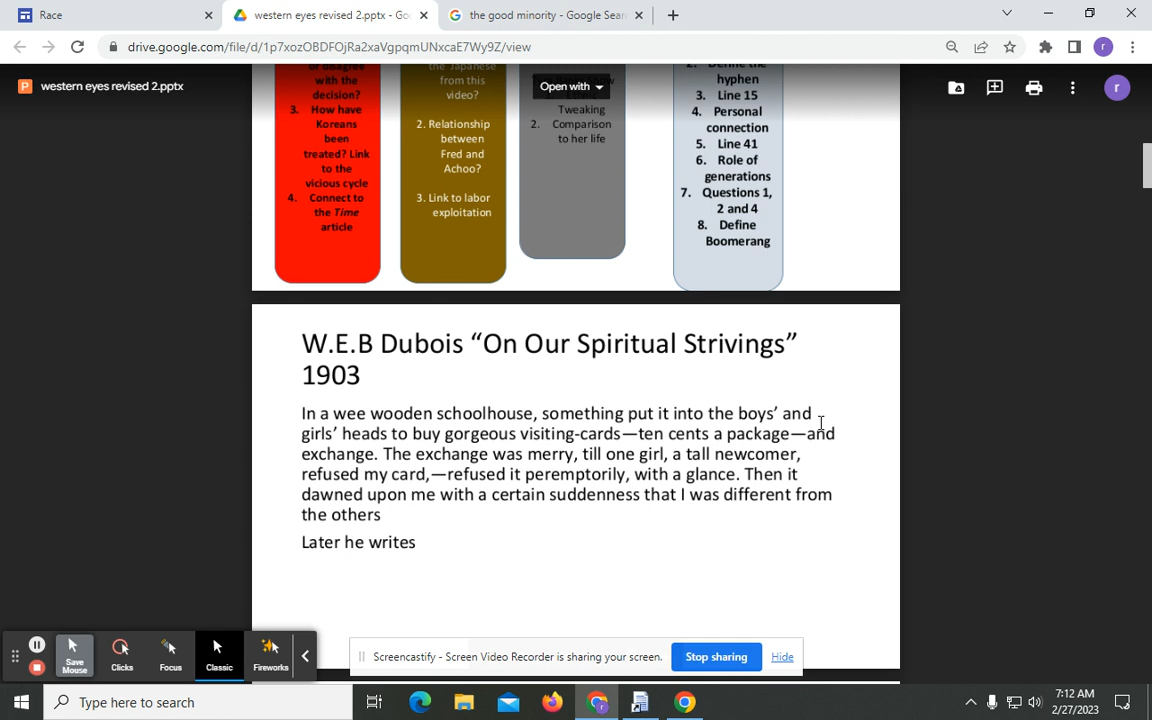 Race
western eyes revised 2.pptx - Goo
the good minority - Google Sear
drive.google.com/file/d/1p7xozOBDFOjRa2xaVgpqmUNxcaE7Wy9Z/view
western eyes revised 2.pptx
Open with
or disagree
with the
decision?
3. How have
Koreans
been
treated? Link
to the
vicious cycle
4. Connect to
the Time
article
the Japanese
from this
video?
2. Relationship
between
Fred and
Achoo?
3. Link to labor
exploitation
Tweaking
2. Comparison
to her life
2. Define the
hyphen
3. Line 15
4. Personal
connection
5. Line 41
6. Role of
generations
7. Questions 1,
2 and 4
8. Define
Boomerang
W.E.B Dubois “On Our Spiritual Strivings”
1903
In a wee wooden schoolhouse, something put it into the boys’ and
girls’ heads to buy gorgeous visiting-cards—ten cents a package—and
exchange. The exchange was merry, till one girl, a tall newcomer,
refused my card,—refused it peremptorily, with a glance. Then it
dawned upon me with a certain suddenness that I was different from
the others
Later he writes
Save
Mouse
Clicks
Focus
Classic
Fireworks
Screencastify - Screen Video Recorder is sharing your screen.
Stop sharing
Hide
Type here to search
7:12 AM
2/27/2023